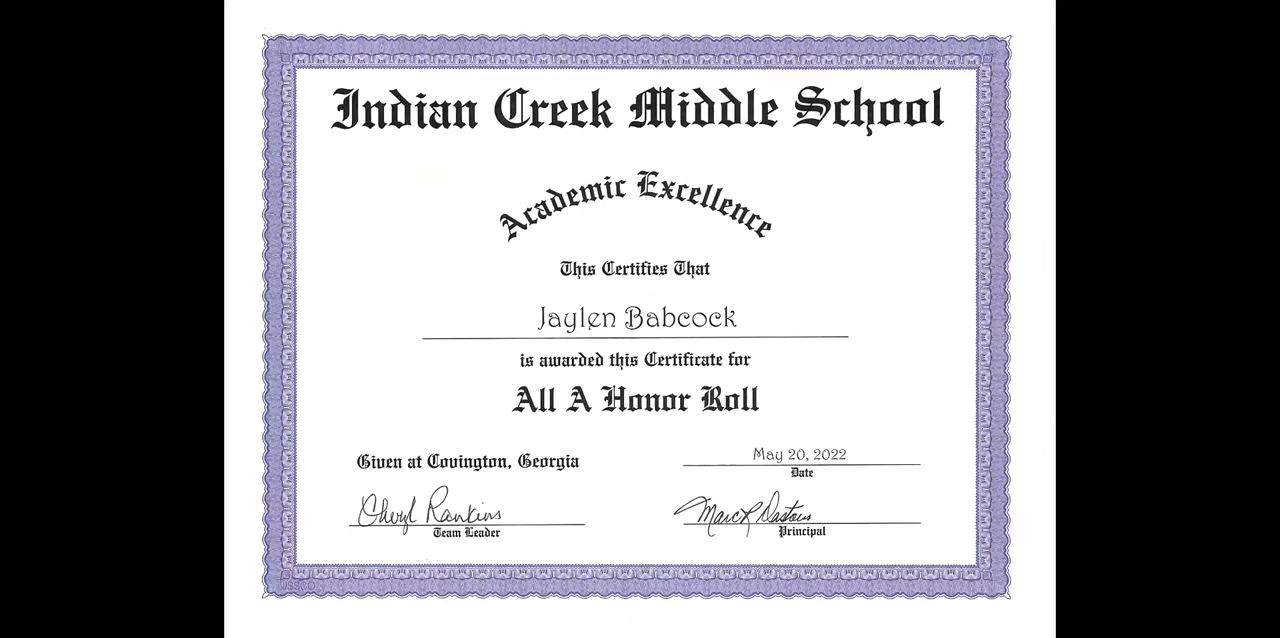 Indian Creek Middle School
Academic Excellence
This Certifies That
Jaylen Babcock
is awarded this Certificate for
All A Honor Roll
Given at Covington, Georgia
May 20, 2022
Date
Cheryl Rankins
Team Leader
Principal